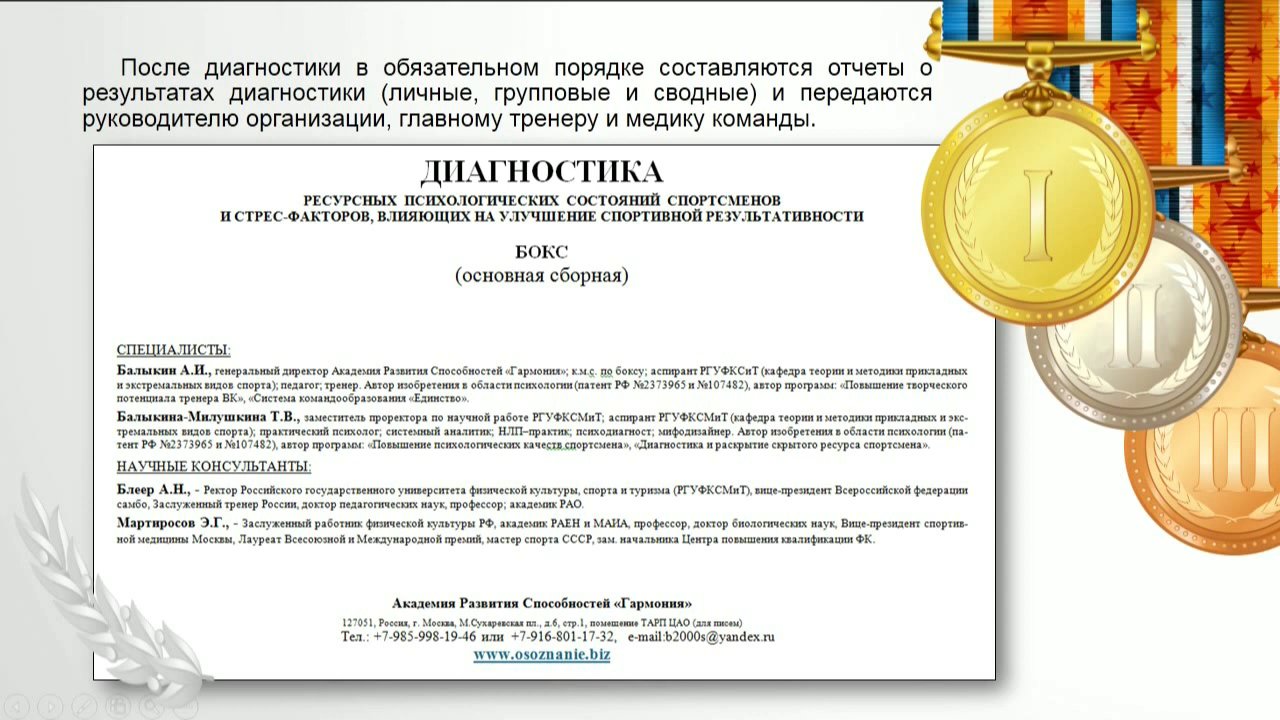 После диагностики в обязательном порядке составляются отчеты о
результатах диагностики (личные, групповые и сводные) и передаются
руководителю организации, главному тренеру и медику команды.
ДИАГНОСТИКА
РЕСУРСНЫХ ПСИХОЛОГИЧЕСКИХ СОСТОЯНИЙ СПОРТСМЕНОВ
И СТРЕС-ФАКТОРОВ, ВЛИЯЮЩИХ НА УЛУЧШЕНИЕ СПОРТИВНОЙ РЕЗУЛЬТАТИВНОСТИ
БОКС
(основная сборная)
СПЕЦИАЛИСТЫ:
Балыкин А.И., генеральный директор Академия Развития Способностей «Гармония»; к.м.с. по боксу; аспирант РГУФКСиТ (кафедра теории и методики прикладных
и экстремальных видов спорта); педагог; тренер. Автор изобретения в области психологии (патент РФ №2373965 и №107482), автор программ: «Повышение творческого
потенциала тренера ВК», «Система командообразования «Единство».
Балыкина-Милушкина Т.В., заместитель проректора по научной работе РГУФКСМиТ; аспирант РГУФКСМиТ (кафедра теории и методики прикладных и экс-
тремальных видов спорта); практический психолог; системный аналитик; НЛП–практик; психодиагност; мифодизайнер. Автор изобретения в области психологии (па-
тент РФ №2373965 и №107482), автор программ: «Повышение психологических качеств спортсмена», «Диагностика и раскрытие скрытого ресурса спортсмена».
НАУЧНЫЕ КОНСУЛЬТАНТЫ:
Блеер А.Н., - Ректор Российского государственного университета физической культуры, спорта и туризма (РГУФКСМиТ), вице-президент Всероссийской федерации
самбо, Заслуженный тренер России, доктор педагогических наук, профессор; академик РАО.
Мартиросов Э.Г., – Заслуженный работник физической культуры РФ, академик РАЕН и МАИА, профессор, доктор биологических наук, Вице-президент спортив-
ной медицины Москвы, Лауреат Всесоюзной и Международной премий, мастер спорта СССР, зам. начальника Центра повышения квалификации ФК.
Академия Развития Способностей «Гармония»
127051, Россия, г. Москва, М.Сухаревская пл., д.6, стр.1, помещение ТАРП ЦАО (для писем)
Тел.: +7-985-998-19-46 или +7-916-801-17-32, e-mail:b2000s@yandex.ru
www.osoznanie.biz
I
II
III